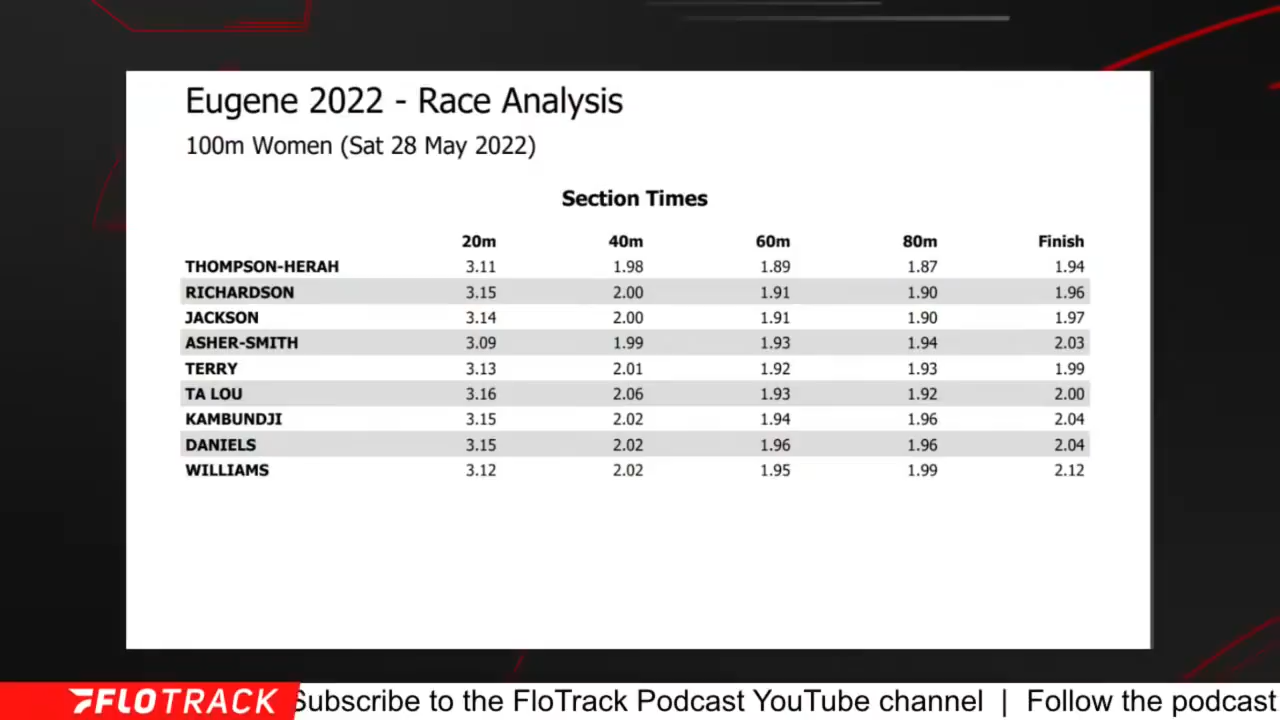 Eugene 2022 - Race Analysis
100m Women (Sat 28 May 2022)
Section Times
20m 40m 60m 80m Finish
THOMPSON-HERAH 3.11 1.98 1.89 1.87 1.94
RICHARDSON 3.15 2.00 1.91 1.90 1.96
JACKSON 3.14 2.00 1.91 1.90 1.97
ASHER-SMITH 3.09 1.99 1.93 1.94 2.03
TERRY 3.13 2.01 1.92 1.93 1.99
TA LOU 3.16 2.06 1.93 1.92 2.00
KAMBUNDJI 3.15 2.02 1.94 1.96 2.04
DANIELS 3.15 2.02 1.96 1.96 2.04
WILLIAMS 3.12 2.02 1.95 1.99 2.12
FLOTRACK Subscribe to the FloTrack Podcast YouTube channel | Follow the podcast